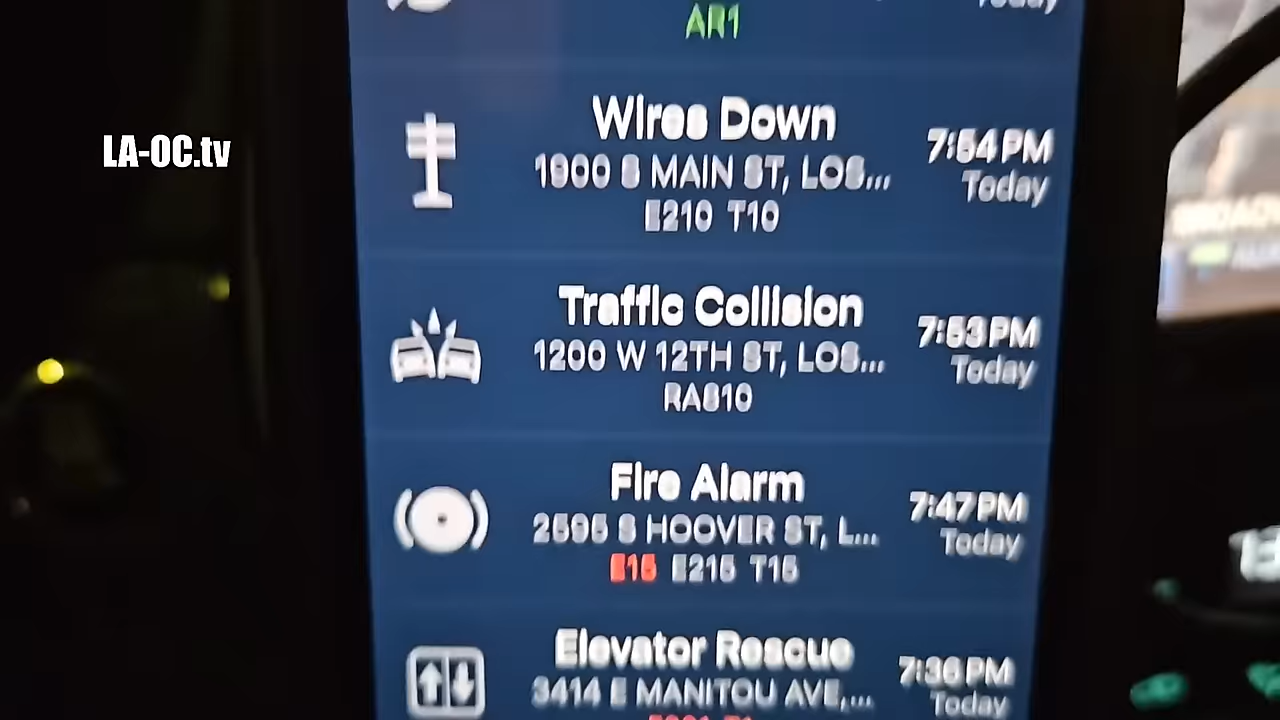 AR1
Today
LA-OC.tv
Wires Down
1900 S MAIN ST, LOS...
E210 T10
7:54 PM
Today
Traffic Collision
1200 W 12TH ST, LOS...
RA810
7:53 PM
Today
Fire Alarm
2595 S HOOVER ST, L...
E15 E215 T15
7:47 PM
Today
Elevator Rescue
3414 E MANITOU AVE,...
7:36 PM
Today